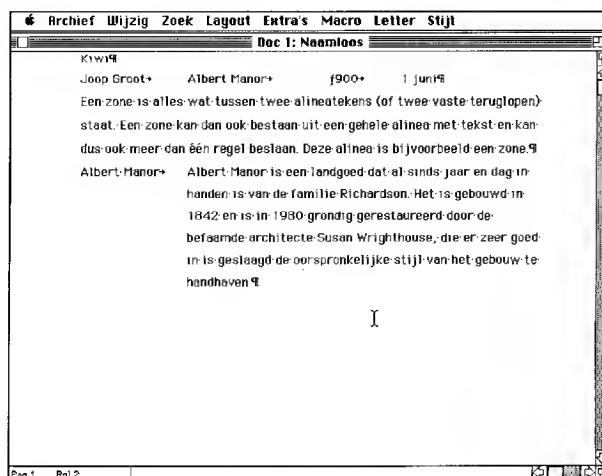 Archief Wijzig Zoek Layout Extra's Macro Letter Stijl
Doc 1: Naamloos
Kiwi¶
Joop Groot→ Albert Manor→ ƒ900→ 1 juni¶
Een·zone·is·alles·wat·tussen·twee·alineatekens·(of·twee·vaste·teruglopen)·
staat.·Een·zone·kan·dan·ook·bestaan·uit·een·gehele·alinea·met·tekst·en·kan·
dus·ook·meer·dan·één·regel·beslaan.·Deze·alinea·is·bijvoorbeeld·een·zone.¶
Albert·Manor→ Albert·Manor·is·een·landgoed·dat·al·sinds·jaar·en·dag·in·
handen·is·van·de·familie·Richardson.·Het·is·gebouwd·in·
1842·en·is·in·1980·grondig·gerestaureerd·door·de·
befaamde·architecte·Susan·Wrighthouse,·die·er·zeer·goed·
in·is·geslaagd·de·oorspronkelijke·stijl·van·het·gebouw·te·
handhaven.¶
Pag 1 Rgl 2